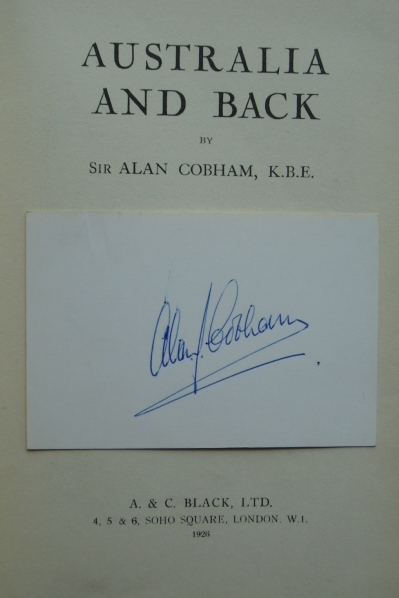 AUSTRALIA
AND BACK
BY
SIR ALAN COBHAM, K.B.E.
Alan J. Cobham
A. & C. BLACK, LTD.
4, 5 & 6, SOHO SQUARE, LONDON, W.1.
1926